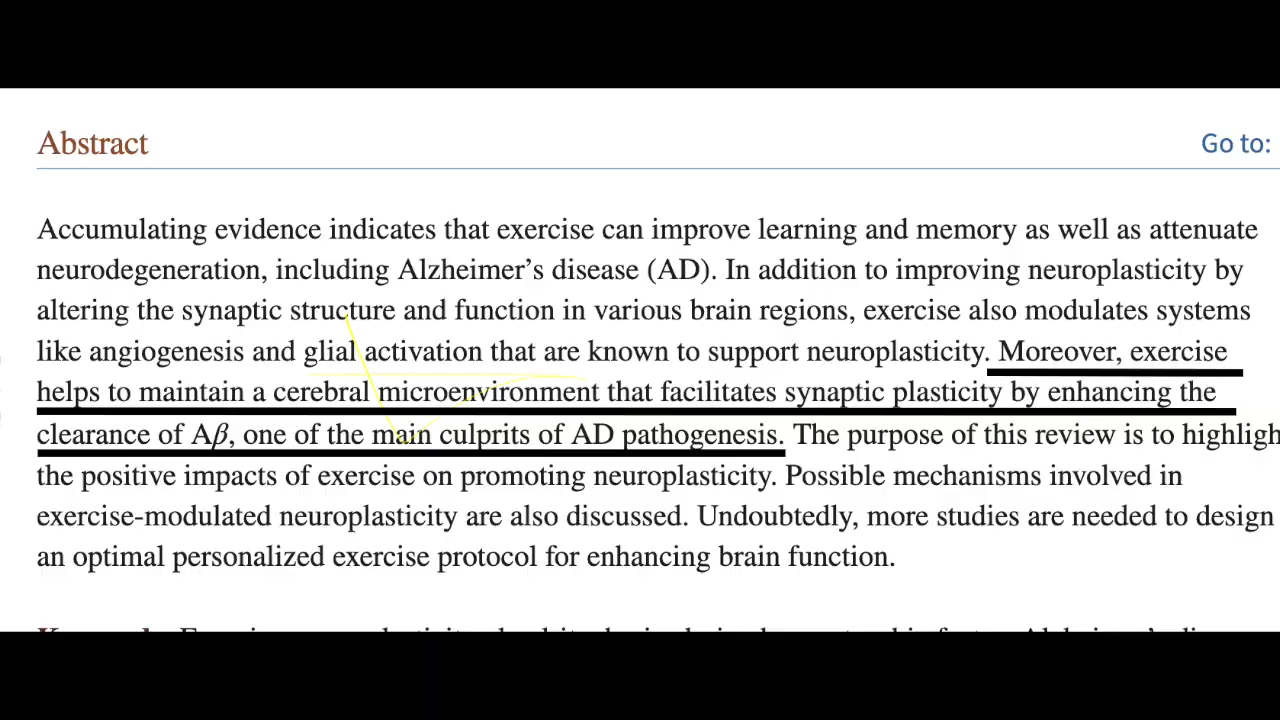 Abstract
Go to:
Accumulating evidence indicates that exercise can improve learning and memory as well as attenuate
neurodegeneration, including Alzheimer’s disease (AD). In addition to improving neuroplasticity by
altering the synaptic structure and function in various brain regions, exercise also modulates systems
like angiogenesis and glial activation that are known to support neuroplasticity. Moreover, exercise
helps to maintain a cerebral microenvironment that facilitates synaptic plasticity by enhancing the
clearance of Aβ, one of the main culprits of AD pathogenesis. The purpose of this review is to highligh
the positive impacts of exercise on promoting neuroplasticity. Possible mechanisms involved in
exercise-modulated neuroplasticity are also discussed. Undoubtedly, more studies are needed to design
an optimal personalized exercise protocol for enhancing brain function.